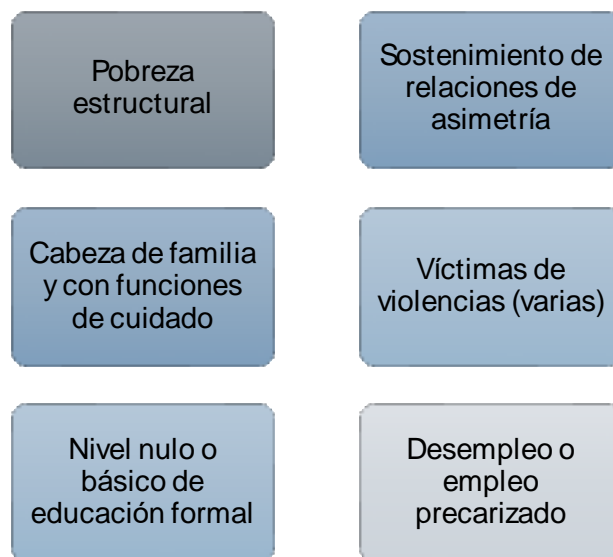 Pobreza
estructural
Sostenimiento de
relaciones de
asimetría
Cabeza de familia
y con funciones
de cuidado
Víctimas de
violencias (varias)
Nivel nulo o
básico de
educación formal
Desempleo o
empleo
precarizado